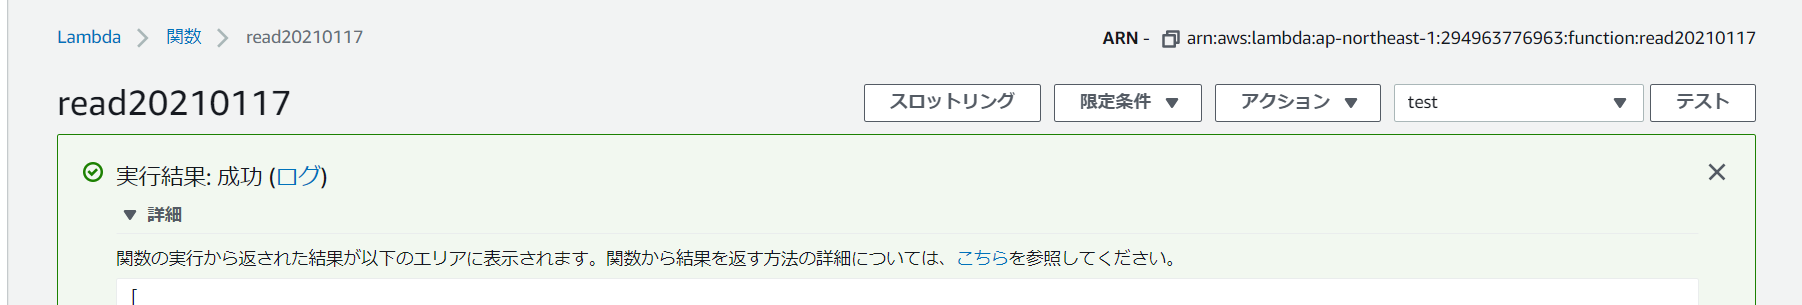 Lambda > 関数 > read20210117
ARN - arn:aws:lambda:ap-northeast-1:294963776963:function:read20210117
read20210117
スロットリング 限定条件 ▼ アクション ▼ test ▼ テスト
実行結果: 成功 (ログ)
▼ 詳細
関数の実行から返された結果が以下のエリアに表示されます。関数から結果を返す方法の詳細については、こちらを参照してください。
[